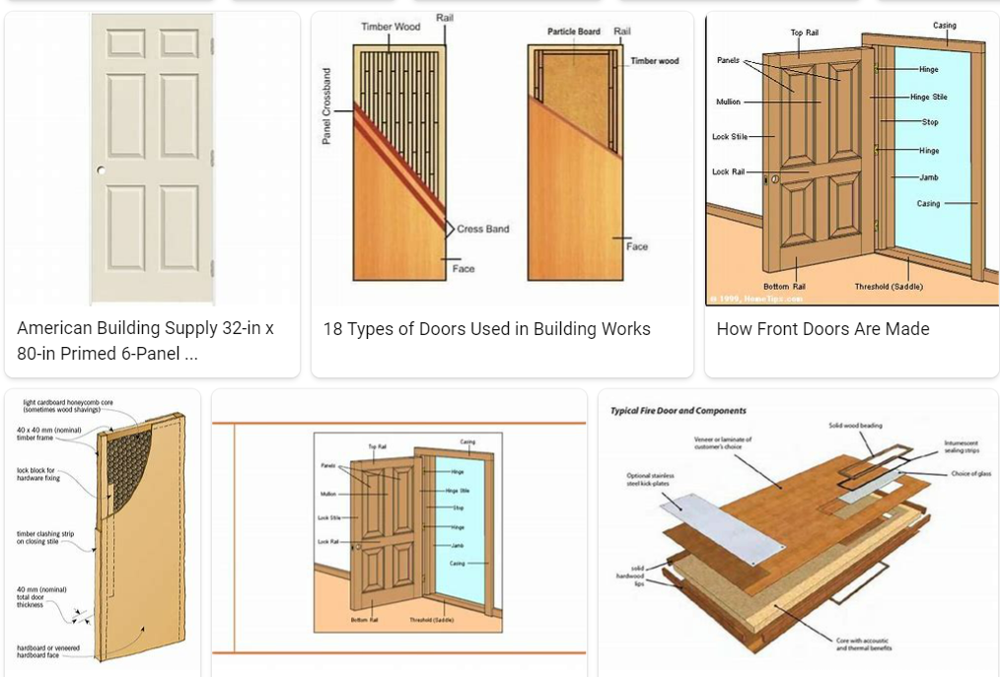 Timber Wood
Rail
Panel Crossband
Cress Band
Face
Particle Board
Rail
Timber wood
Face
Casing
Top Rail
Panels
Hinge
Mullion
Hinge Stile
Stop
Lock Stile
Hinge
Lock Rail
Jamb
Casing
Bottom Rail
Threshold (Saddle)
© 1999, HomeTips.com
American Building Supply 32-in x
80-in Primed 6-Panel ...
18 Types of Doors Used in Building Works
How Front Doors Are Made
light cardboard honeycomb core
(sometimes wood shavings)
40 x 40 mm (nominal)
timber frame
lock block for
hardware fixing
timber clashing strip
on closing stile
40 mm (nominal)
total door
thickness
hardboard or veneered
hardboard face
Casing
Top Rail
Panels
Hinge
Mullion
Hinge Stile
Stop
Lock Stile
Hinge
Lock Rail
Jamb
Casing
Bottom Rail
Threshold (Saddle)
Typical Fire Door and Components
Solid wood beading
Veneer or laminate of
customer's choice
Intumescent
sealing strips
Choice of glass
Optional stainless
steel kick-plates
solid
hardwood
lips
Core with accoustic
and thermal benefits